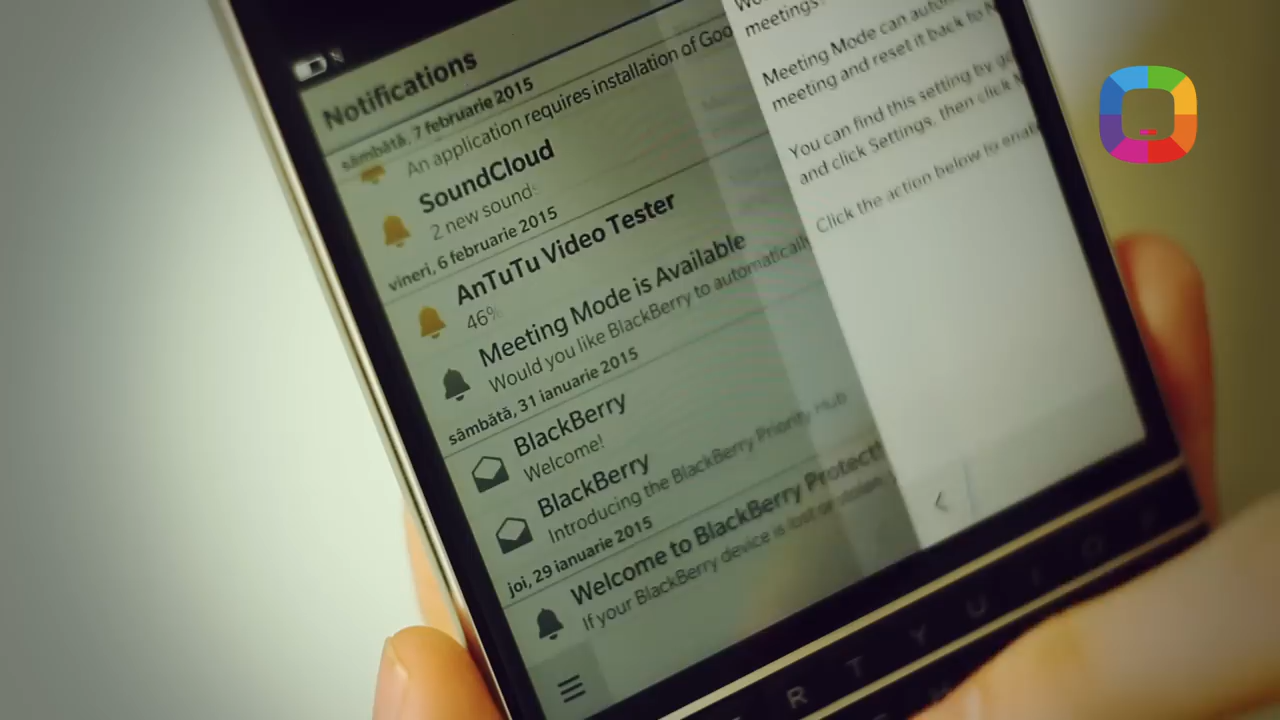 Notifications
sâmbătă, 7 februarie 2015
An application requires installation of Goo
SoundCloud
2 new sounds
vineri, 6 februarie 2015
AnTuTu Video Tester
46%
Meeting Mode is Available
Would you like BlackBerry to automatically
sâmbătă, 31 ianuarie 2015
BlackBerry
Welcome!
BlackBerry
Introducing the BlackBerry Priority Hub
joi, 29 ianuarie 2015
Welcome to BlackBerry Protect!
If your BlackBerry device is lost or stolen,
meetings.
Meeting Mode can auto
meeting and reset it back to
You can find this setting by
and click Settings, then click
Click the action below to
R T Y U I O P